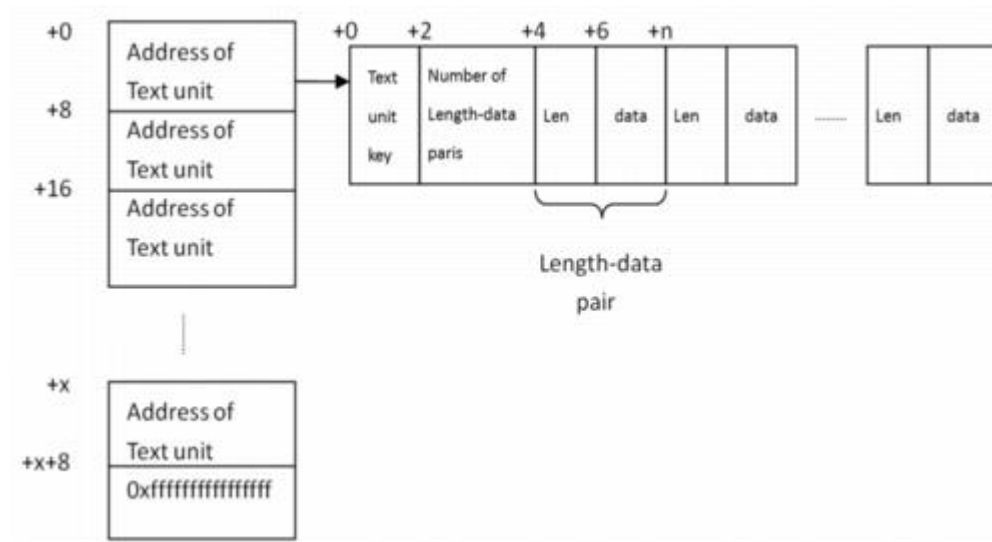 +0
Address of
Text unit
+8
Address of
Text unit
+16
Address of
Text unit
+x
Address of
Text unit
+x+8
0xffffffffffffffff
+0 +2 +4 +6 +n
Text
unit
key
Number of
Length-data
paris
Len data Len data ........ Len data
Length-data
pair